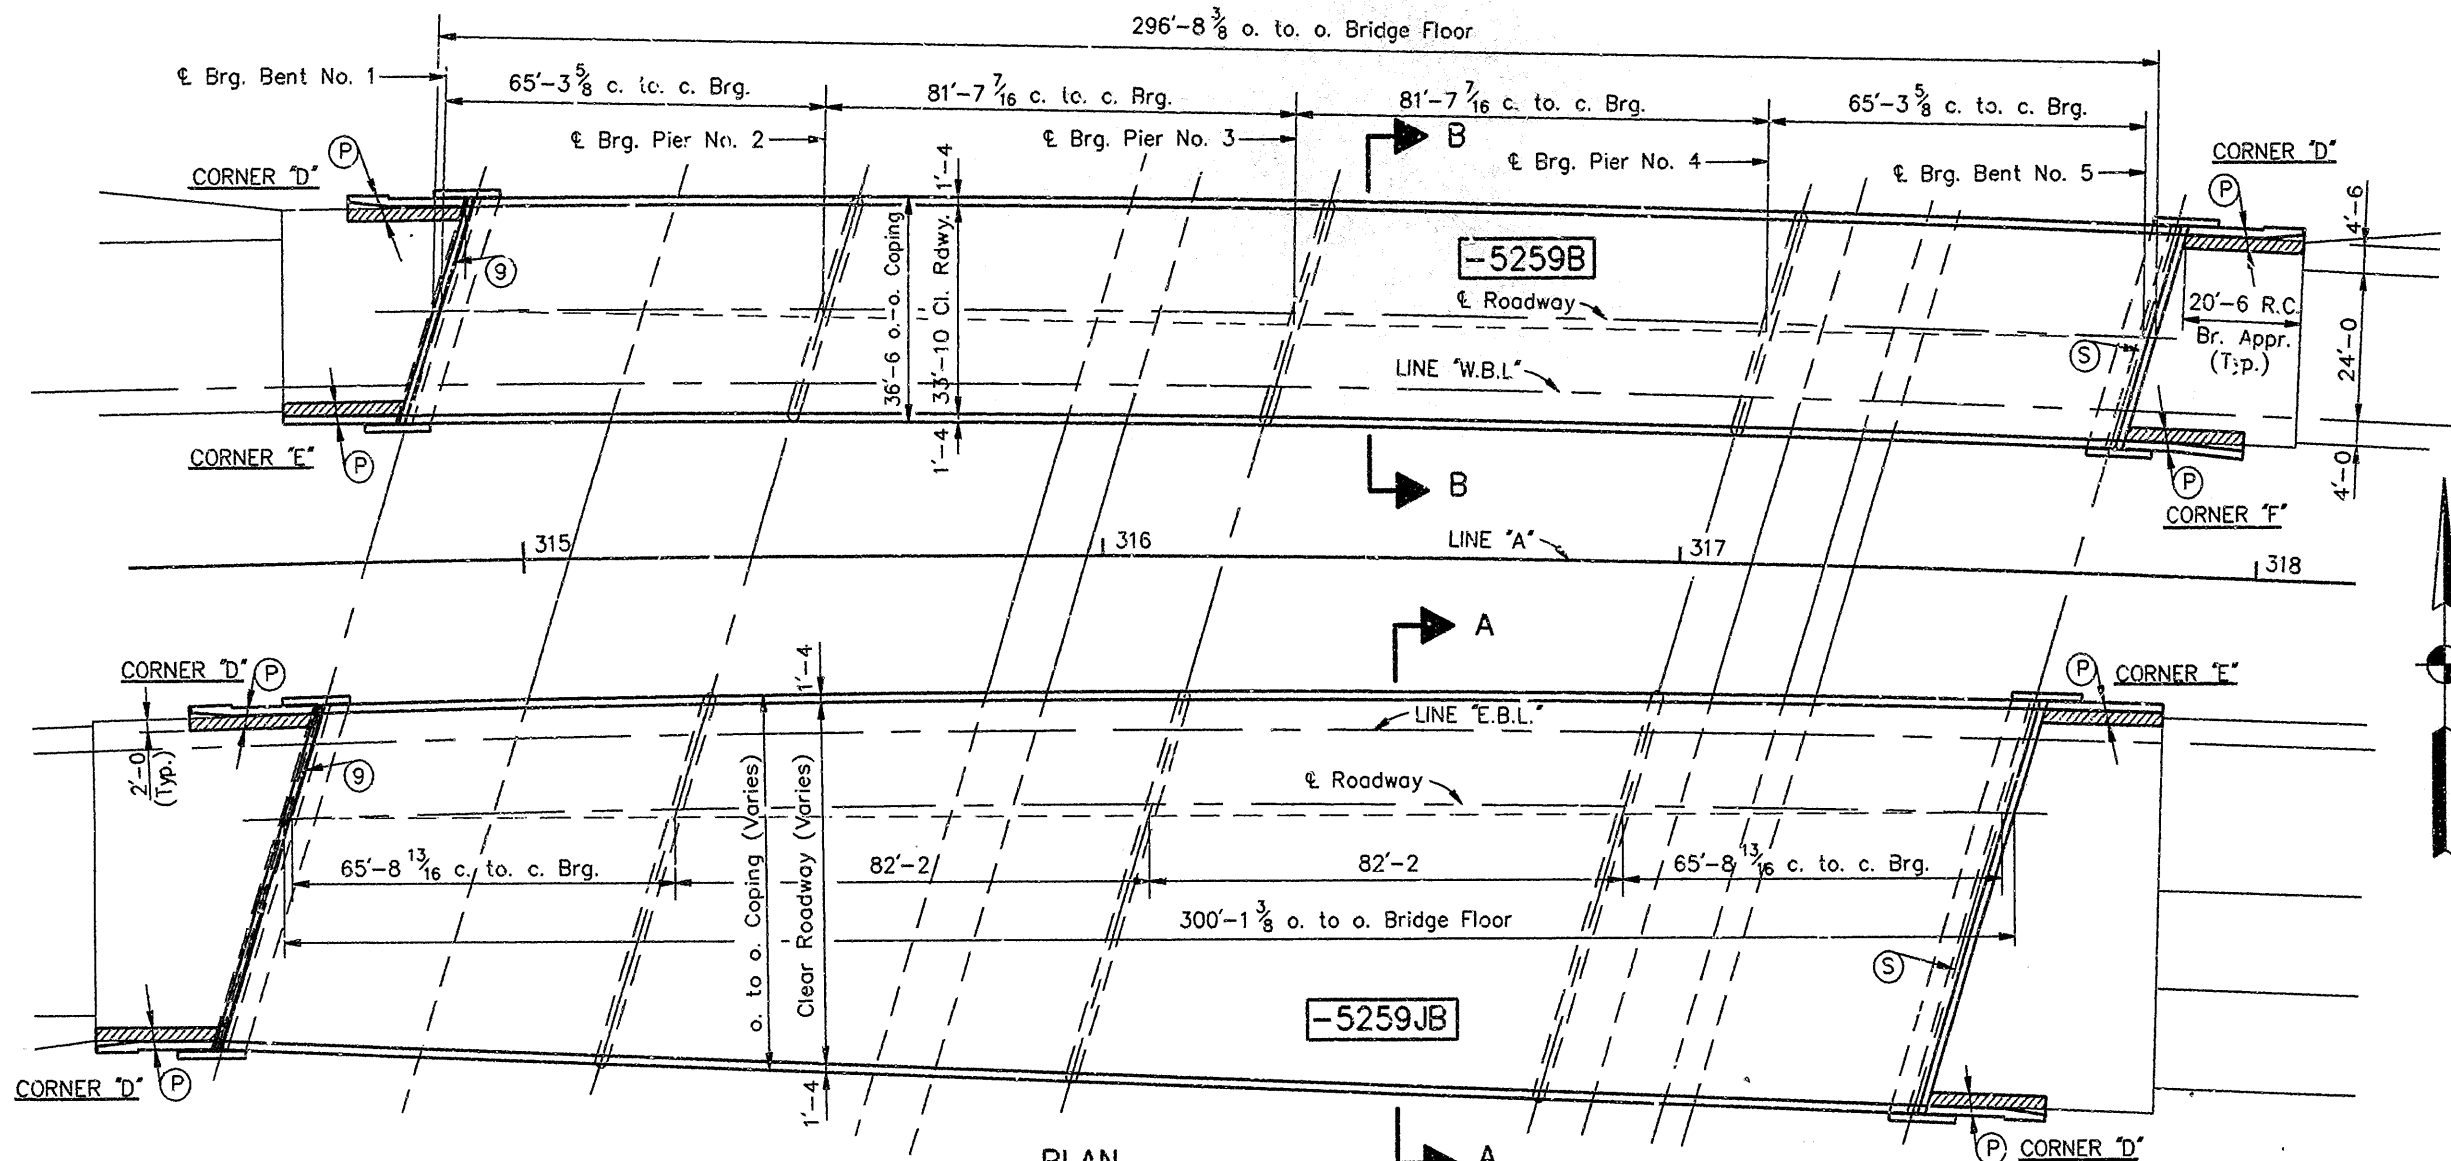 296'-8 3/8 o. to. o. Bridge Floor
℄ Brg. Bent No. 1
65'-3 5/8 c. to. c. Brg.
81'-7 7/16 c. to. c. Brg.
81'-7 7/16 c. to. c. Brg.
65'-3 5/8 c. to. c. Brg.
℄ Brg. Pier No. 2
℄ Brg. Pier No. 3
B
℄ Brg. Pier No. 4
℄ Brg. Bent No. 5
CORNER "D"
P
1'-4
CORNER "D"
P
4'-6
9
36'-6 o.-o. Coping
33'-10 Cl. Rdwy.
-5259B
℄ Roadway
20'-6 R.C.
Br. Appr.
(Typ.)
24'-0
S
LINE "W.B.L"
CORNER "E"
P
1'-4
B
P
4'-0
CORNER "F"
315
316
LINE "A"
317
318
A
CORNER "D"
P
1'-4
P
CORNER "E"
LINE "E.B.L."
2'-0
(Typ.)
9
℄ Roadway
o. to o. Coping (Varies)
Clear Roadway (Varies)
65'-8 13/16 c. to. c. Brg.
82'-2
82'-2
65'-8 13/16 c. to. c. Brg.
300'-1 3/8 o. to o. Bridge Floor
S
-5259JB
CORNER "D"
P
1'-4
PLAN
A
P
CORNER "D"